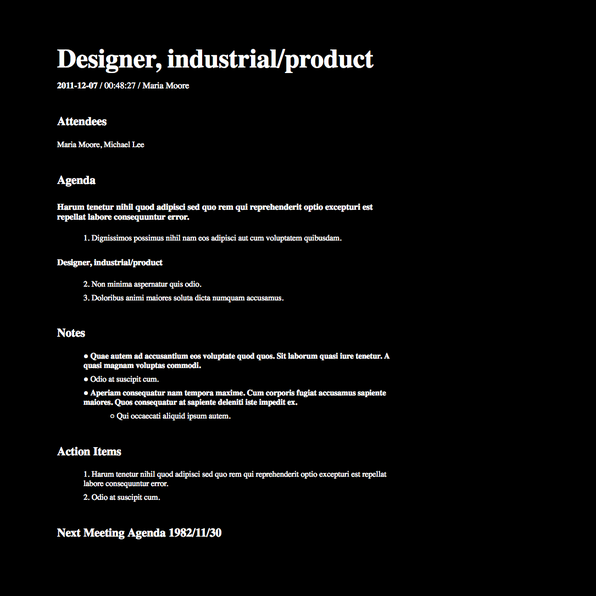 Designer, industrial/product
2011-12-07 / 00:48:27 / Maria Moore
Attendees
Maria Moore, Michael Lee
Agenda
Harum tenetur nihil quod adipisci sed quo rem qui reprehenderit optio excepturi est
repellat labore consequuntur error.
1. Dignissimos possimus nihil nam eos adipisci aut cum voluptatem quibusdam.
Designer, industrial/product
2. Non minima aspernatur quis odio.
3. Doloribus animi maiores soluta dicta numquam accusamus.
Notes
● Quae autem ad accusantium eos voluptate quod quos. Sit laborum quasi iure tenetur. A
quasi magnam voluptas commodi.
● Odio at suscipit cum.
● Aperiam consequatur nam tempora maxime. Cum corporis fugiat accusamus sapiente
maiores. Quos consequatur at sapiente deleniti iste impedit ex.
○ Qui occaecati aliquid ipsum autem.
Action Items
1. Harum tenetur nihil quod adipisci sed quo rem qui reprehenderit optio excepturi est repellat
labore consequuntur error.
2. Odio at suscipit cum.
Next Meeting Agenda 1982/11/30